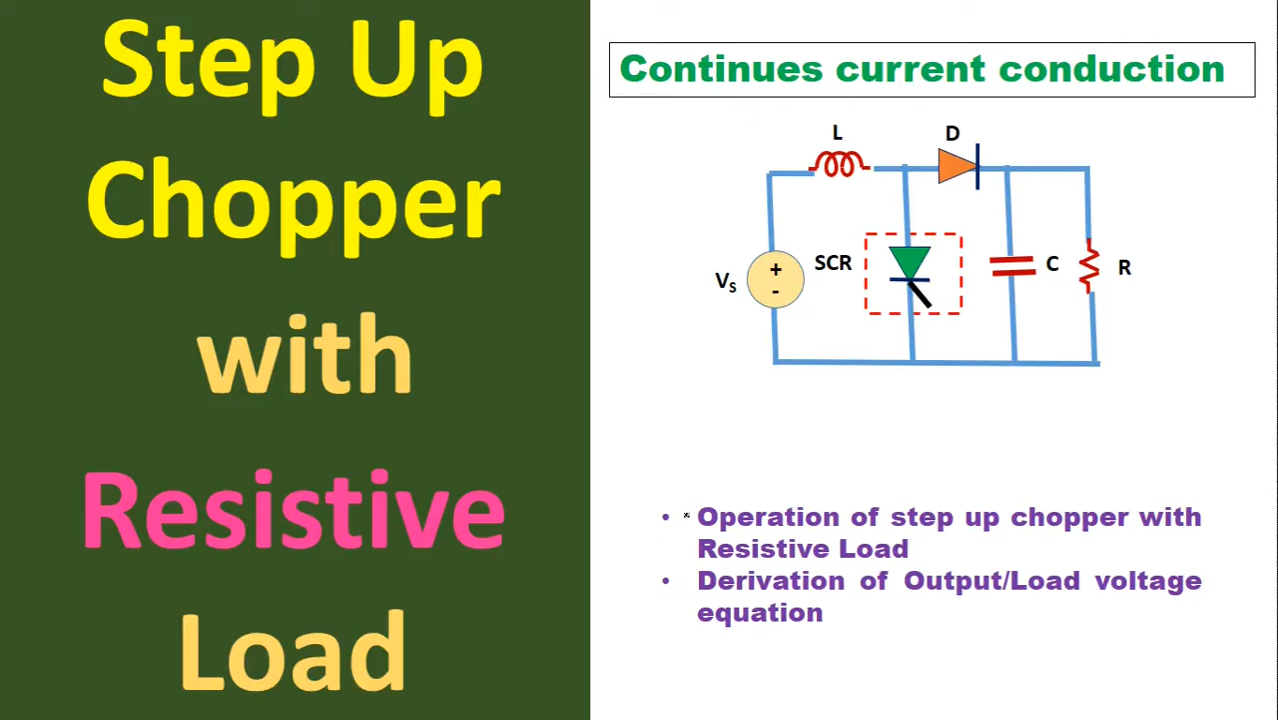 Step Up
Chopper
with
Resistive
Load
Continues current conduction
L
D
+
-
VS
SCR
C
R
• Operation of step up chopper with
Resistive Load
• Derivation of Output/Load voltage
equation